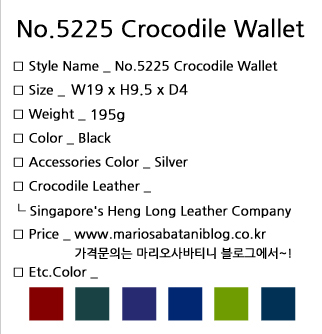 No.5225 Crocodile Wallet
□ Style Name _ No.5225 Crocodile Wallet
□ Size _ W19 x H9.5 x D4
□ Weight _ 195g
□ Color _ Black
□ Accessories Color _ Silver
□ Crocodile Leather _
└ Singapore's Heng Long Leather Company
□ Price _ www.mariosabataniblog.co.kr
가격문의는 마리오사바티니 블로그에서~!
□ Etc.Color _